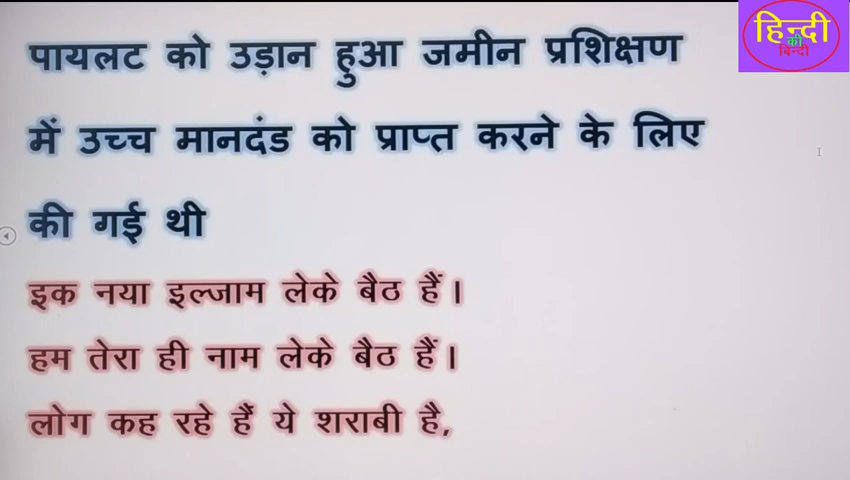 हिन्दी
की
बिन्दी
पायलट को उड़ान हुआ जमीन प्रशिक्षण
में उच्च मानदंड को प्राप्त करने के लिए
की गई थी
इक नया इल्जाम लेके बैठ हैं।
हम तेरा ही नाम लेके बैठ हैं।
लोग कह रहे हैं ये शराबी है,